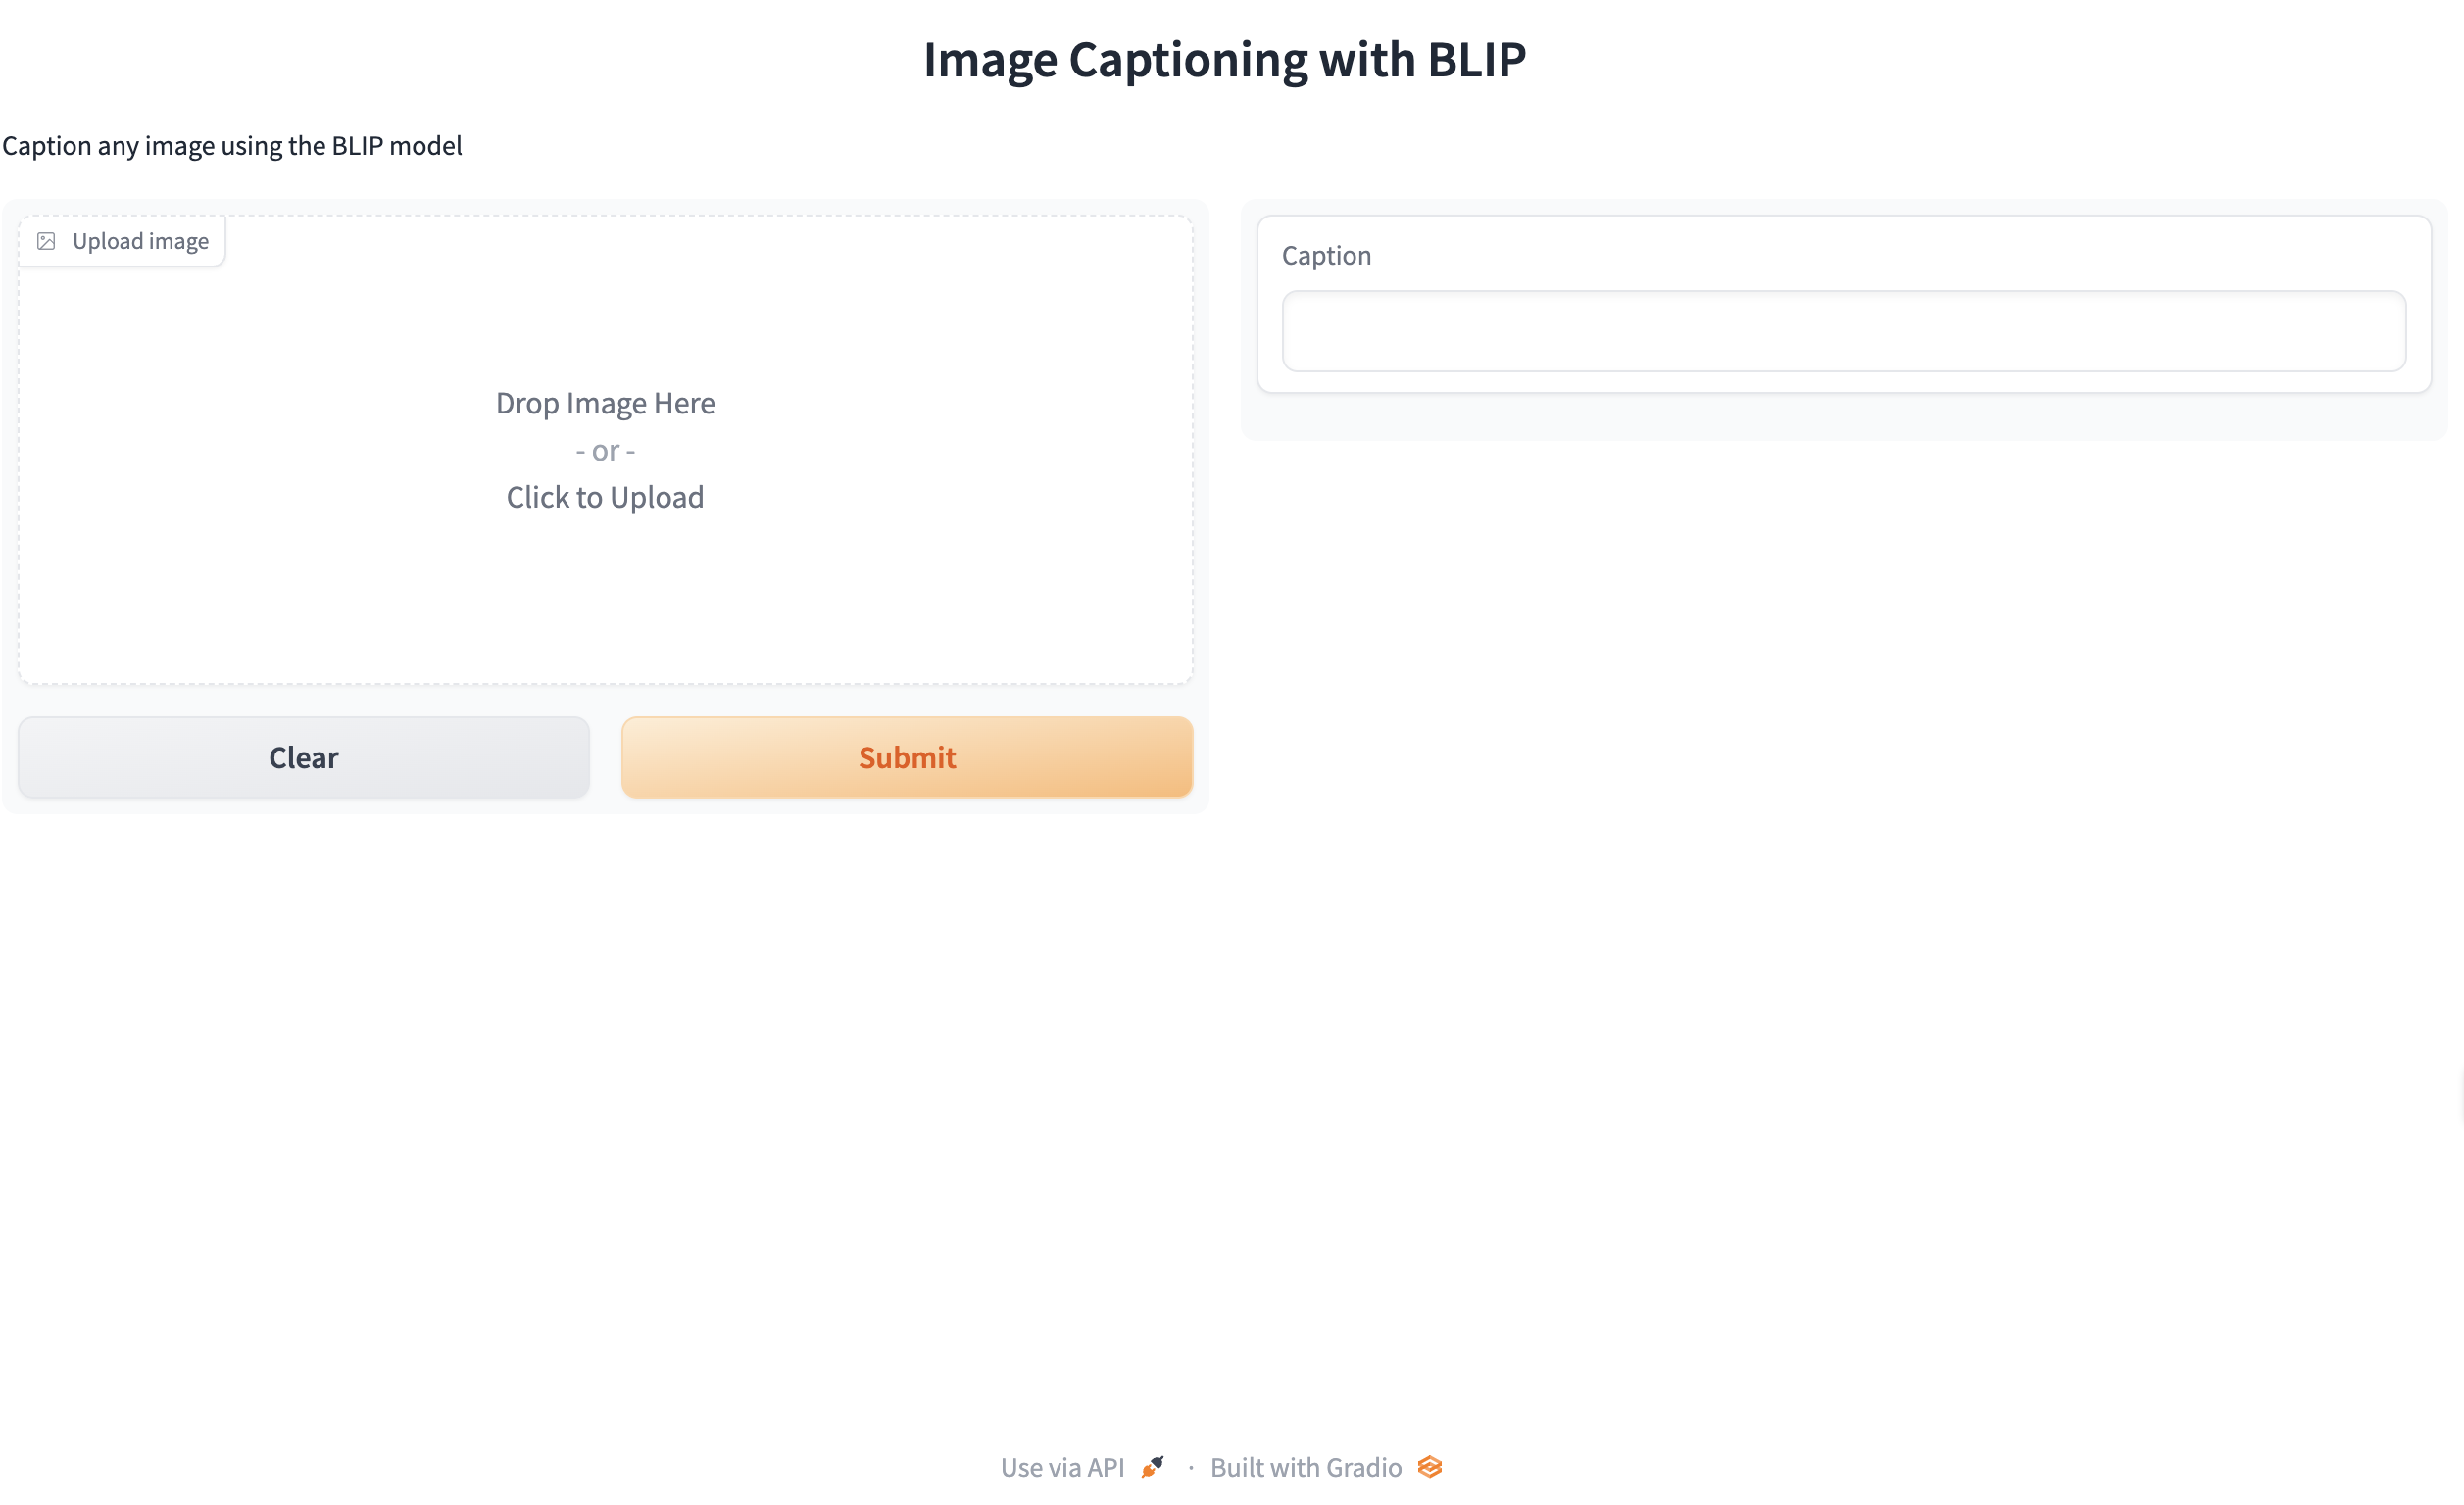 Image Captioning with BLIP
Caption any image using the BLIP model
Upload image
Drop Image Here
- or -
Click to Upload
Clear
Submit
Caption
Use via API · Built with Gradio